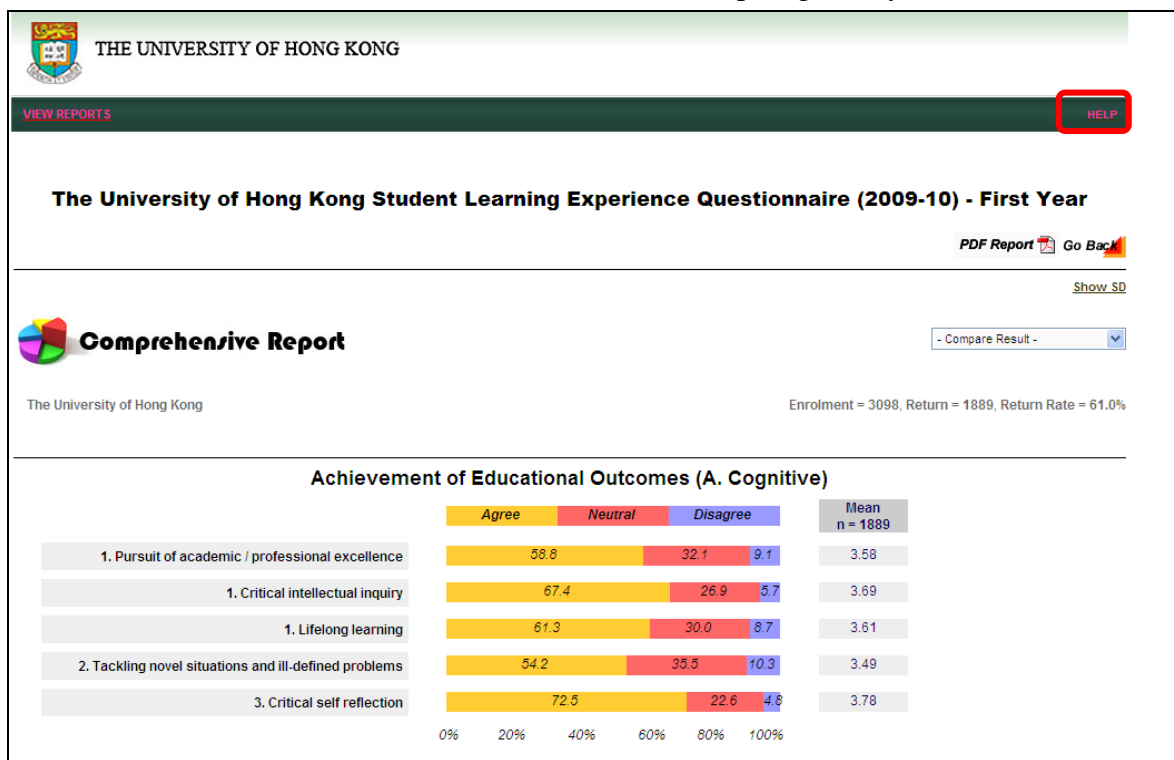 THE UNIVERSITY OF HONG KONG
VIEW REPORTS HELP
The University of Hong Kong Student Learning Experience Questionnaire (2009-10) - First Year
PDF Report Go Back
Show SD
Comprehensive Report - Compare Result -
The University of Hong Kong Enrolment = 3098, Return = 1889, Return Rate = 61.0%
Achievement of Educational Outcomes (A. Cognitive)
Agree Neutral Disagree Mean
n = 1889
1. Pursuit of academic / professional excellence 58.8 32.1 9.1 3.58
1. Critical intellectual inquiry 67.4 26.9 5.7 3.69
1. Lifelong learning 61.3 30.0 8.7 3.61
2. Tackling novel situations and ill-defined problems 54.2 35.5 10.3 3.49
3. Critical self reflection 72.5 22.6 4.8 3.78
0% 20% 40% 60% 80% 100%